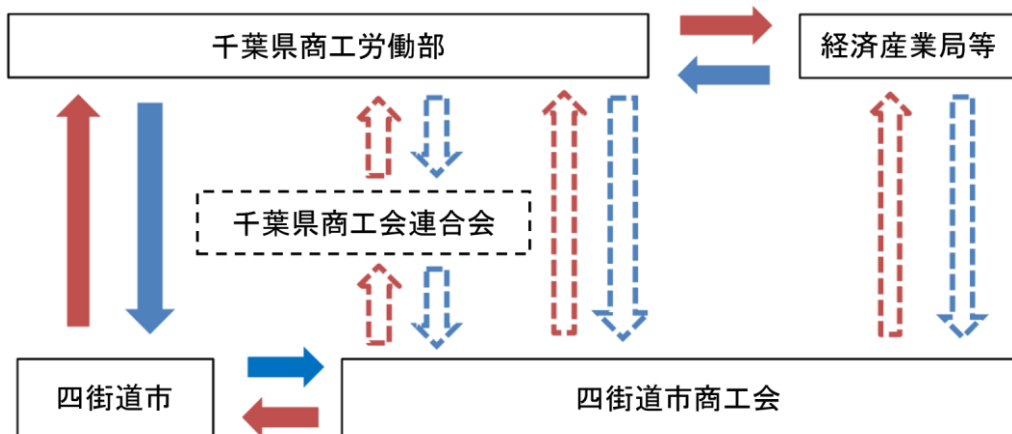 千葉県商工労働部
経済産業局等
千葉県商工会連合会
四街道市
四街道市商工会